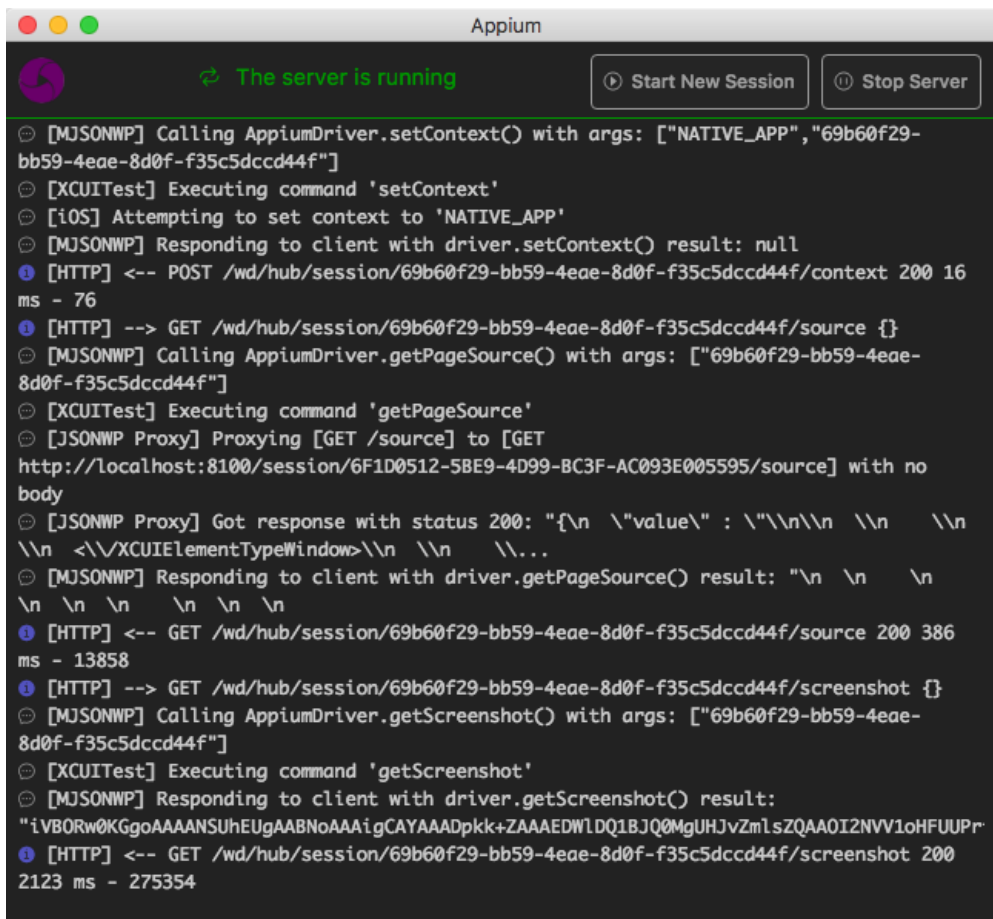 Appium
The server is running
Start New Session
Stop Server
[MJSONWP] Calling AppiumDriver.setContext() with args: ["NATIVE_APP","69b60f29-
bb59-4eae-8d0f-f35c5dccd44f"]
[XCUITest] Executing command 'setContext'
[iOS] Attempting to set context to 'NATIVE_APP'
[MJSONWP] Responding to client with driver.setContext() result: null
[HTTP] <-- POST /wd/hub/session/69b60f29-bb59-4eae-8d0f-f35c5dccd44f/context 200 16
ms - 76
[HTTP] --> GET /wd/hub/session/69b60f29-bb59-4eae-8d0f-f35c5dccd44f/source {}
[MJSONWP] Calling AppiumDriver.getPageSource() with args: ["69b60f29-bb59-4eae-
8d0f-f35c5dccd44f"]
[XCUITest] Executing command 'getPageSource'
[JSONWP Proxy] Proxying [GET /source] to [GET
http://localhost:8100/session/6F1D0512-5BE9-4D99-BC3F-AC093E005595/source] with no
body
[JSONWP Proxy] Got response with status 200: "{\n  \"value\" : \"\\n\\n  \\n    \\n
\\n  <\\/XCUIElementTypeWindow>\\n  \\n    \\...
[MJSONWP] Responding to client with driver.getPageSource() result: "\n  \n    \n
\n  \n  \n    \n  \n  \n
[HTTP] <-- GET /wd/hub/session/69b60f29-bb59-4eae-8d0f-f35c5dccd44f/source 200 386
ms - 13858
[HTTP] --> GET /wd/hub/session/69b60f29-bb59-4eae-8d0f-f35c5dccd44f/screenshot {}
[MJSONWP] Calling AppiumDriver.getScreenshot() with args: ["69b60f29-bb59-4eae-
8d0f-f35c5dccd44f"]
[XCUITest] Executing command 'getScreenshot'
[MJSONWP] Responding to client with driver.getScreenshot() result:
"iVBORw0KGgoAAAANSUhEUgAABNoAAAigCAYAAADpkk+ZAAAEDWlDQ1BJQ0MgUHJvZmlsZQAAOI2NVV1oHFUUPr
[HTTP] <-- GET /wd/hub/session/69b60f29-bb59-4eae-8d0f-f35c5dccd44f/screenshot 200
2123 ms - 275354